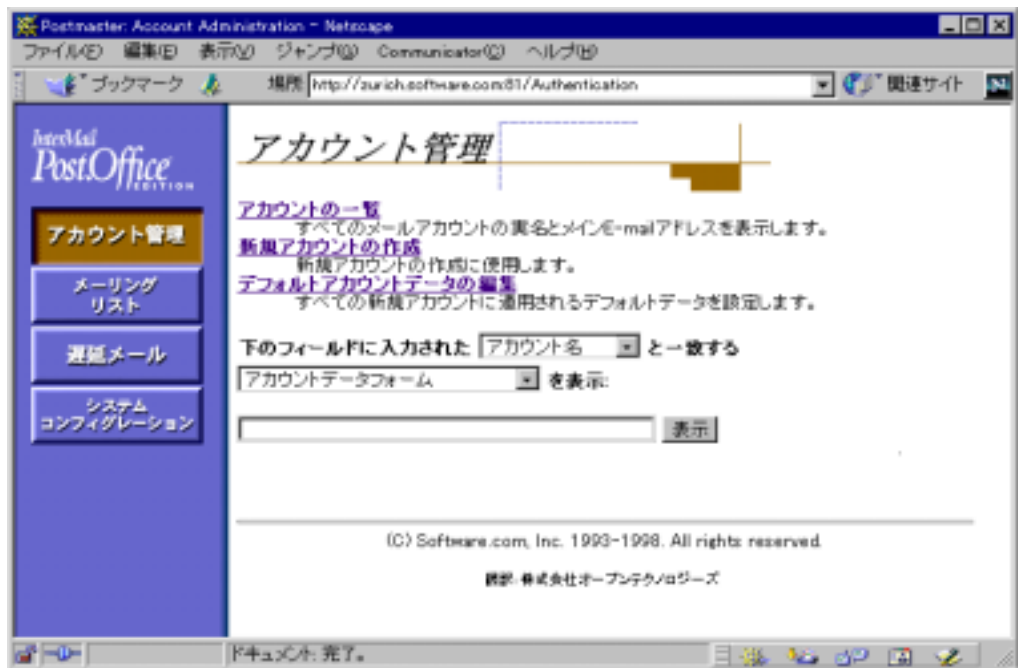 Postmaster: Account Administration - Netscape
ファイル(F) 編集(E) 表示(V) ジャンプ(G) Communicator(C) ヘルプ(H)
ブックマーク 場所: http://zurich.software.com:81/Authentication 関連サイト N
InterMail
Post.Office
EDITION
アカウント管理
メーリング
リスト
遅延メール
システム
コンフィグレーション
アカウント管理
アカウントの一覧
すべてのメールアカウントの実名とメインE-mailアドレスを表示します。
新規アカウントの作成
新規アカウントの作成に使用します。
デフォルトアカウントデータの編集
すべての新規アカウントに適用されるデフォルトデータを設定します。
下のフィールドに入力された アカウント名 と一致する
アカウントデータフォーム を表示:
表示
(C) Software.com, Inc. 1993-1998. All rights reserved.
翻訳: 株式会社オープンテクノロジーズ
ドキュメント: 完了。